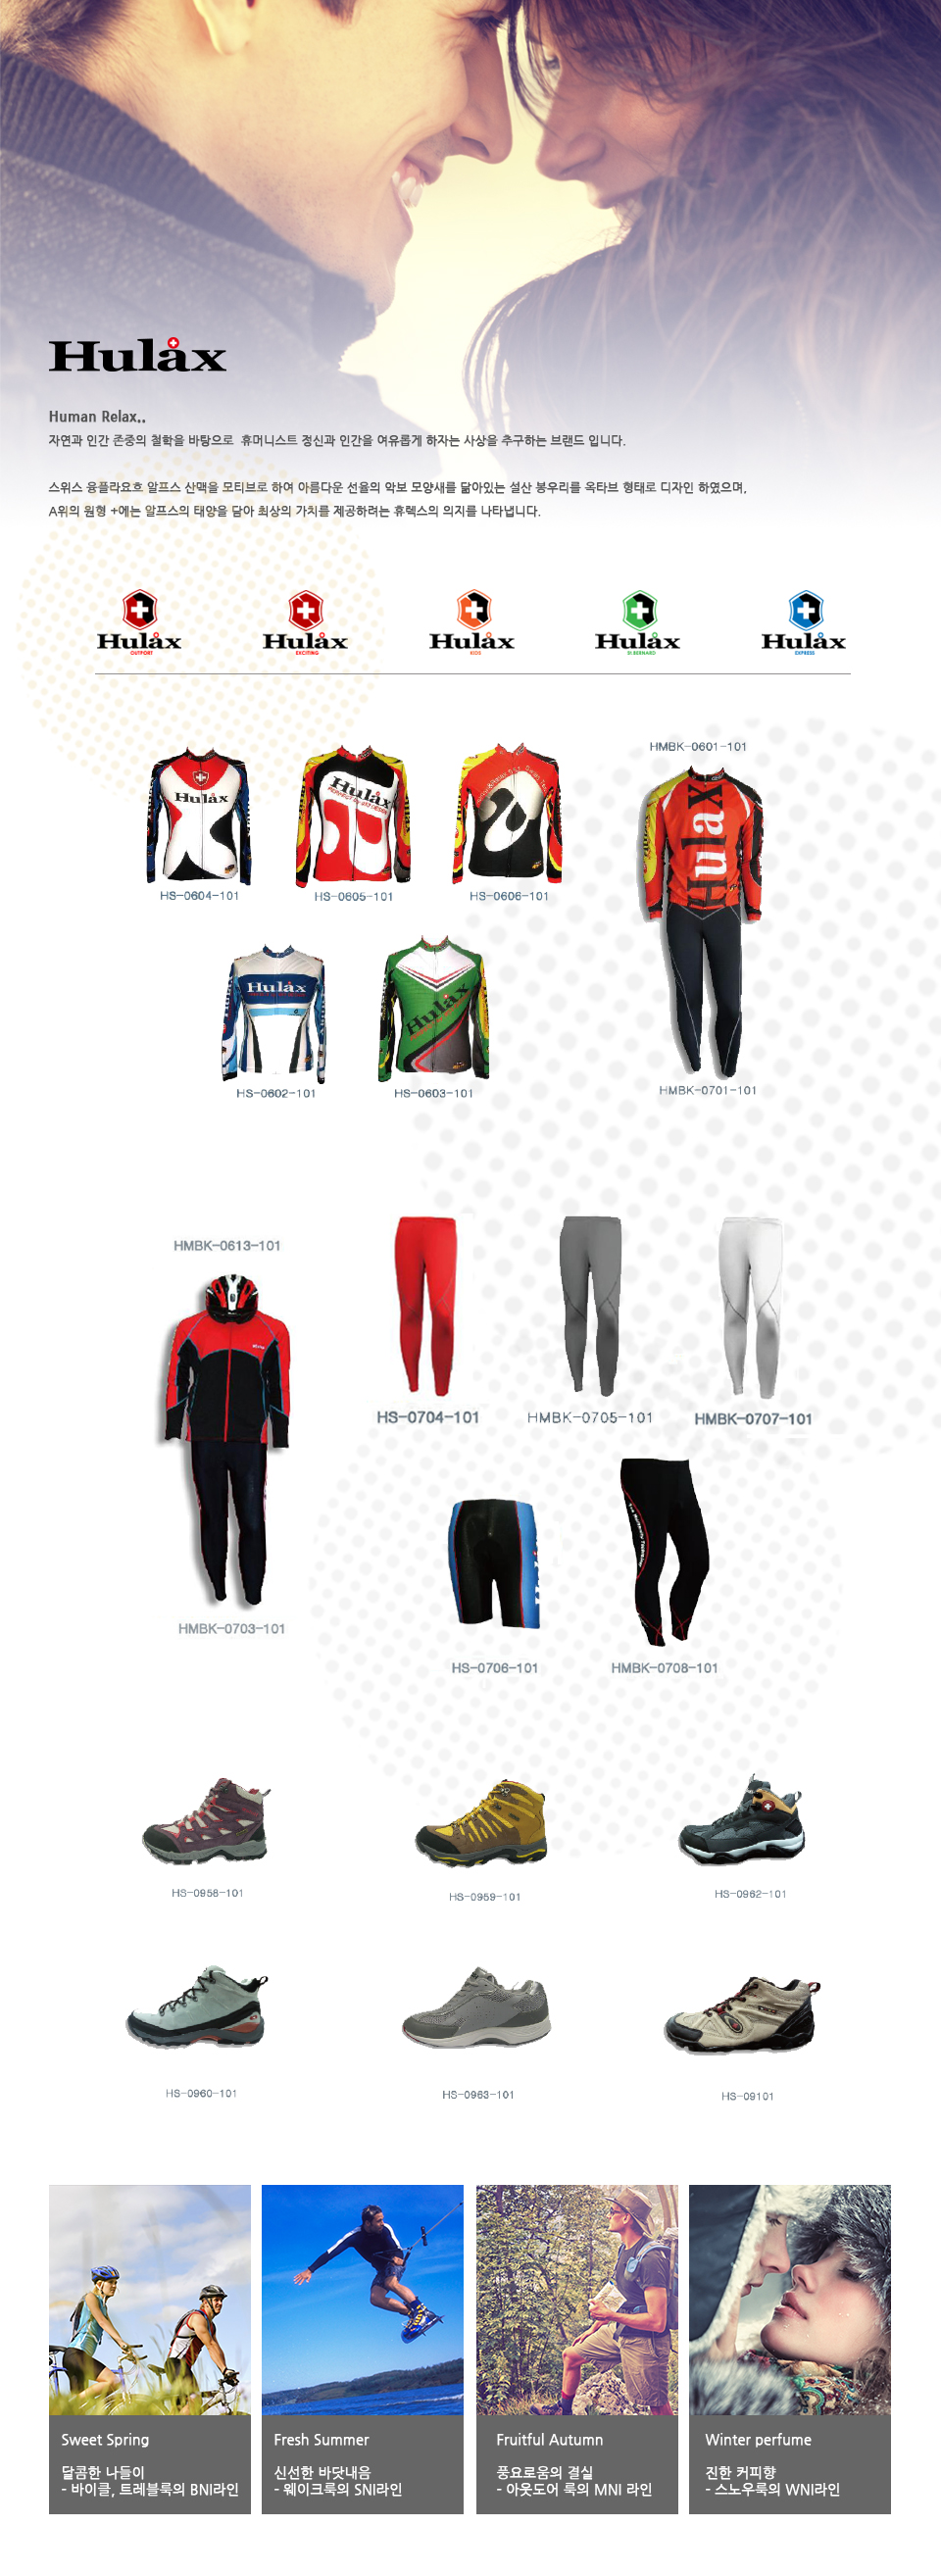 Hulax
Human Relax..
자연과 인간 존중의 철학을 바탕으로 휴머니스트 정신과 인간을 여유롭게 하자는 사상을 추구하는 브랜드 입니다.
스위스 융플라요흐 알프스 산맥을 모티브로 하여 아름다운 선율의 악보 모양새를 닮아있는 설산 봉우리를 옥타브 형태로 디자인 하였으며,
A위의 원형 +에는 알프스의 태양을 담아 최상의 가치를 제공하려는 휴렉스의 의지를 나타냅니다.
Hulax Hulax Hulax Hulax Hulax
OUTPORT EXCITING KIDS ST.BERNARD EXPRESS
HMBK-0601-101
Hulax
Hulax
Hulax
HS-0604-101 HS-0605-101 HS-0606-101
Hulax
Hulax
HS-0602-101 HS-0603-101
HMBK-0701-101
HMBK-0613-101
HS-0704-101 HMBK-0705-101 HMBK-0707-101
HMBK-0703-101
HS-0706-101 HMBK-0708-101
HS-0958-101 HS-0959-101 HS-0962-101
HS-0960-101 HS-0963-101 HS-09101
Sweet Spring
달콤한 나들이
- 바이클, 트레블룩의 BNI라인
Fresh Summer
신선한 바닷내음
- 웨이크룩의 SNI라인
Fruitful Autumn
풍요로움의 결실
- 아웃도어 룩의 MNI 라인
Winter perfume
진한 커피향
- 스노우룩의 WNI라인